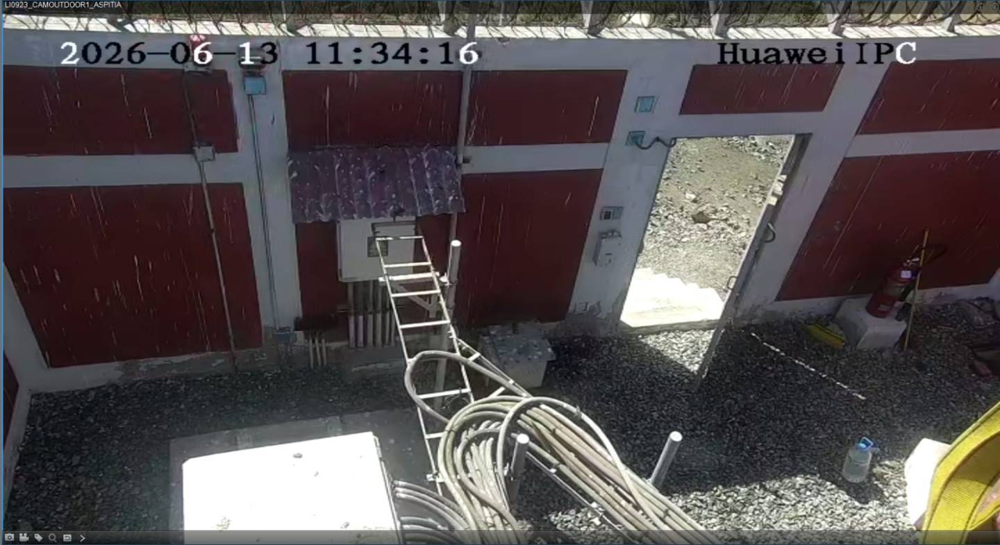 LI0923_CAMOUTDOOR1_ASPITIA
2026-06-13 11:34:16
HuaweiIPC